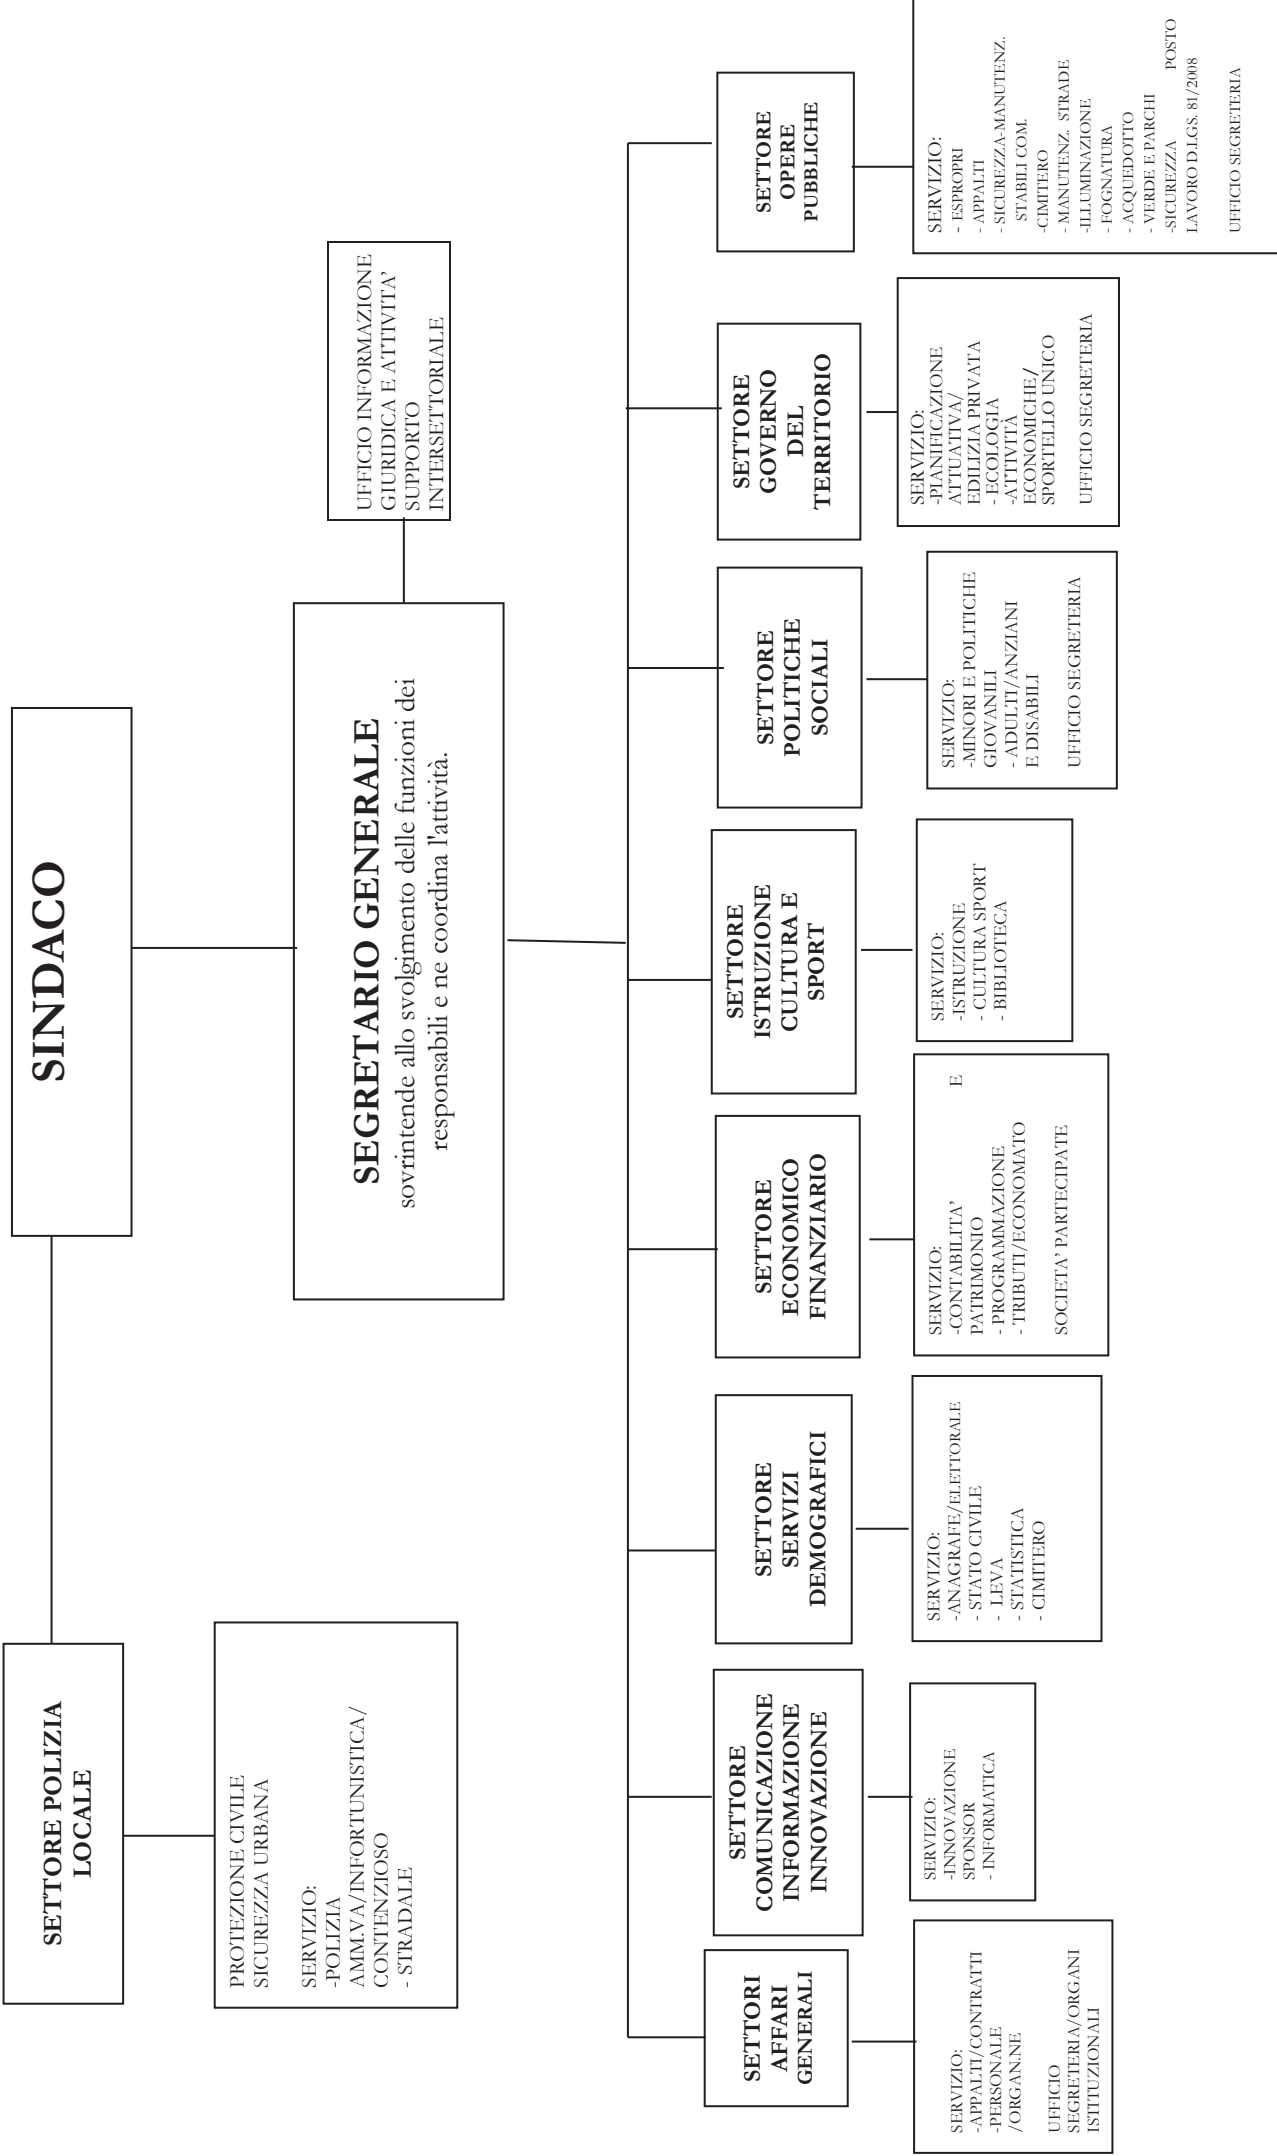 SINDACO
SETTORE POLIZIA
LOCALE
PROTEZIONE CIVILE
SICUREZZA URBANA
SERVIZIO:
-POLIZIA
AMM.VA/INFORTUNISTICA/
CONTENZIOSO
- STRADALE
SEGRETARIO GENERALE
sovrintende allo svolgimento delle funzioni dei
responsabili e ne coordina l'attività.
UFFICIO INFORMAZIONE
GIURIDICA E ATTIVITA'
SUPPORTO
INTERSETTORIALE
SETTORI
AFFARI
GENERALI
SERVIZIO:
-APPALTI/CONTRATTI
-PERSONALE
/ORGAN.NE
UFFICIO
SEGRETERIA/ORGANI
ISTITUZIONALI
SETTORE
COMUNICAZIONE
INFORMAZIONE
INNOVAZIONE
SERVIZIO:
-INNOVAZIONE
SPONSOR
- INFORMATICA
SETTORE
SERVIZI
DEMOGRAFICI
SERVIZIO:
-ANAGRAFE/ELETTORALE
- STATO CIVILE
- LEVA
- STATISTICA
- CIMITERO
SETTORE
ECONOMICO
FINANZIARIO
SERVIZIO:
-CONTABILITA' E
PATRIMONIO
- PROGRAMMAZIONE
- TRIBUTI/ECONOMATO
SOCIETA' PARTECIPATE
SETTORE
ISTRUZIONE
CULTURA E
SPORT
SERVIZIO:
-ISTRUZIONE
- CULTURA SPORT
- BIBLIOTECA
SETTORE
POLITICHE
SOCIALI
SERVIZIO:
-MINORI E POLITICHE
GIOVANILI
- ADULTI/ANZIANI
E DISABILI
UFFICIO SEGRETERIA
SETTORE
GOVERNO
DEL
TERRITORIO
SERVIZIO:
-PIANIFICAZIONE
ATTUATIVA/
EDILIZIA PRIVATA
- ECOLOGIA
-ATTIVITÀ
ECONOMICHE/
SPORTELLO UNICO
UFFICIO SEGRETERIA
SETTORE
OPERE
PUBBLICHE
SERVIZIO:
- ESPROPRI
- APPALTI
- SICUREZZA-MANUTENZ.
STABILI COM.
-CIMITERO
- MANUTENZ. STRADE
-ILLUMINAZIONE
- FOGNATURA
- ACQUEDOTTO
- VERDE E PARCHI
-SICUREZZA POSTO
LAVORO D.LGS. 81/2008
UFFICIO SEGRETERIA